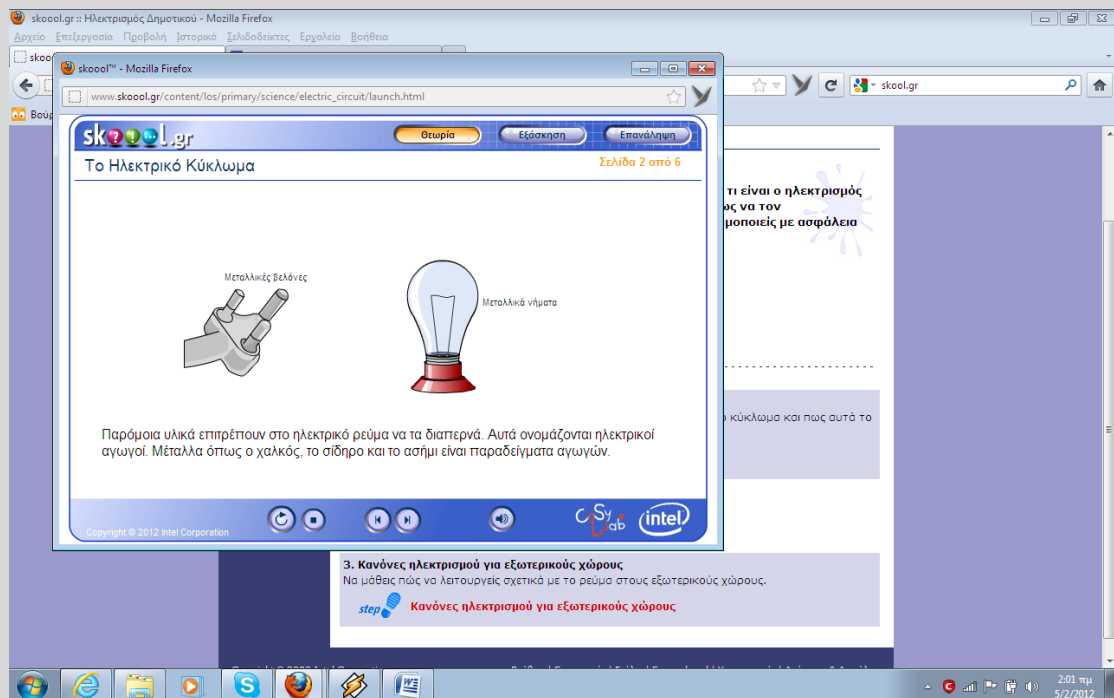 skoool.gr :: Ηλεκτρισμός Δημοτικού - Mozilla Firefox
Αρχείο Επεξεργασία Προβολή Ιστορικό Σελιδοδείκτες Εργαλεία Βοήθεια
skoool™ - Mozilla Firefox
www.skoool.gr/content/los/primary/science/electric_circuit/launch.html
skool.gr
sk???l.gr
Θεωρία Εξάσκηση Επανάληψη
Το Ηλεκτρικό Κύκλωμα
Σελίδα 2 από 6
Μεταλλικές βελόνες
Μεταλλικά νήματα
Παρόμοια υλικά επιτρέπουν στο ηλεκτρικό ρεύμα να τα διαπερνά. Αυτά ονομάζονται ηλεκτρικοί
αγωγοί. Μέταλλα όπως ο χαλκός, το σίδηρο και το ασήμι είναι παραδείγματα αγωγών.
Copyright © 2012 Intel Corporation
intel
τι είναι ο ηλεκτρισμός
να τον
με ασφάλεια
κύκλωμα και πως αυτό το
3. Κανόνες ηλεκτρισμού για εξωτερικούς χώρους
Να μάθεις πώς να λειτουργείς σχετικά με το ρεύμα στους εξωτερικούς χώρους.
step Κανόνες ηλεκτρισμού για εξωτερικούς χώρους
2:01 πμ
5/2/2012